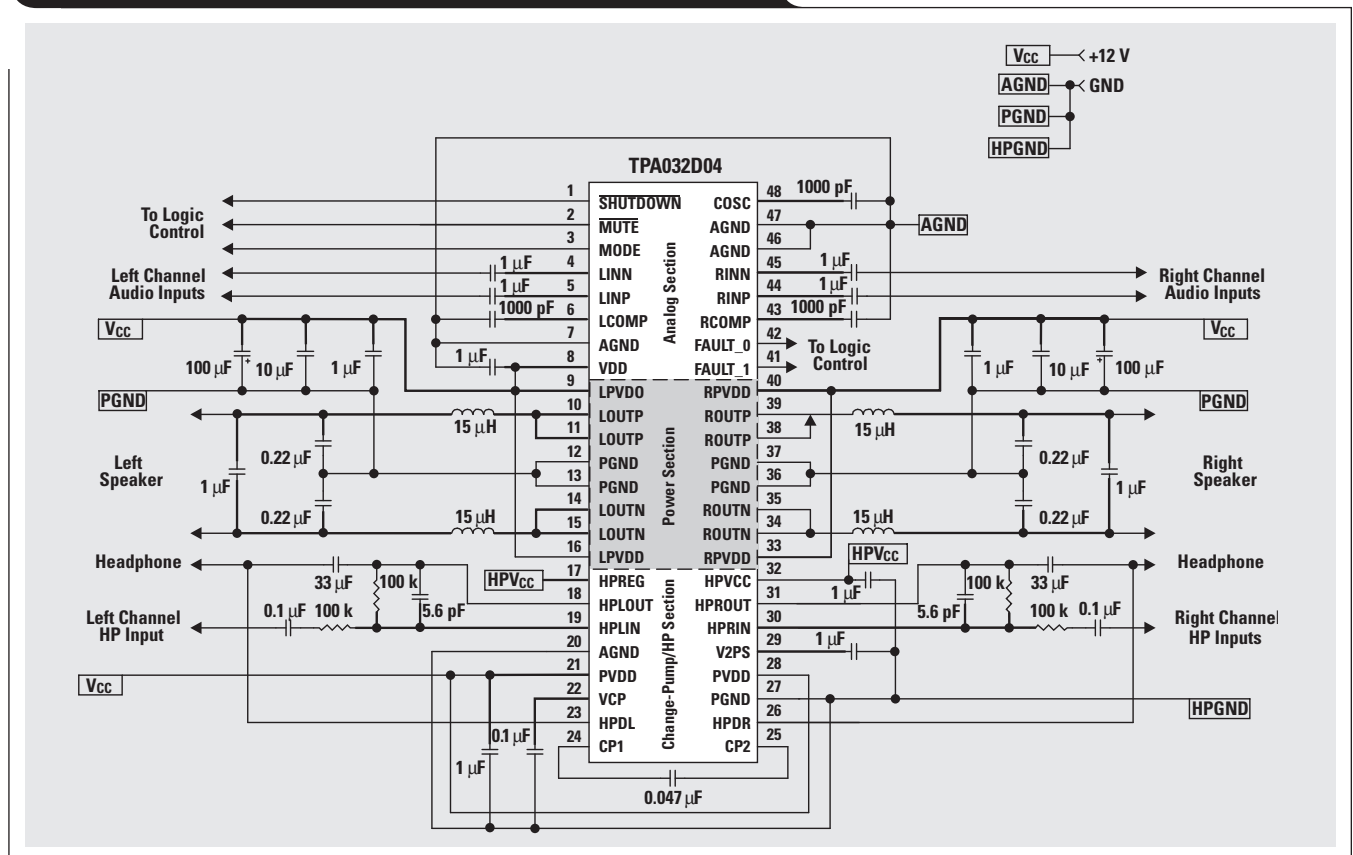 VCC +12 V
AGND GND
PGND
HPGND
TPA032D04
1 SHUTDOWN COSC 48 1000 pF
To Logic Control
2 MUTE AGND 47 AGND
3 MODE AGND 46
Left Channel Audio Inputs
1 μF 4 LINN RINN 45 1 μF
1 μF 5 LINP RINP 44 1 μF
Right Channel Audio Inputs
1000 pF 6 LCOMP RCOMP 43 1000 pF
VCC 7 AGND FAULT_0 42 VCC
To Logic Control
1 μF 8 VDD FAULT_1 41
100 μF + 10 μF 1 μF
1 μF 10 μF + 100 μF
Analog Section
PGND 9 LPVDO RPVDD 40 PGND
15 μH 10 LOUTP ROUTP 39 15 μH
11 LOUTP ROUTP 38
0.22 μF 12 PGND PGND 37 0.22 μF
Left Speaker
1 μF
Right Speaker
1 μF
13 PGND PGND 36
0.22 μF 14 LOUTN ROUTN 35 0.22 μF
15 μH 15 LOUTN ROUTN 34 15 μH
16 LPVDD RPVDD 33
Power Section
Headphone HPVCC Headphone
33 μF 100 k HPVCC 17 HPREG HPVCC 32 1 μF 100 k 33 μF
5.6 pF 18 HPLOUT HPROUT 31 5.6 pF
Left Channel HP Input
0.1 μF 100 k 19 HPLIN HPRIN 30 100 k 0.1 μF
Right Channel HP Inputs
20 AGND V2PS 29 1 μF
VCC 21 PVDD PVDD 28
22 VCP PGND 27 HPGND
23 HPDL HPDR 26
0.1 μF 24 CP1 CP2 25
1 μF
Change-Pump/HP Section
0.047 μF